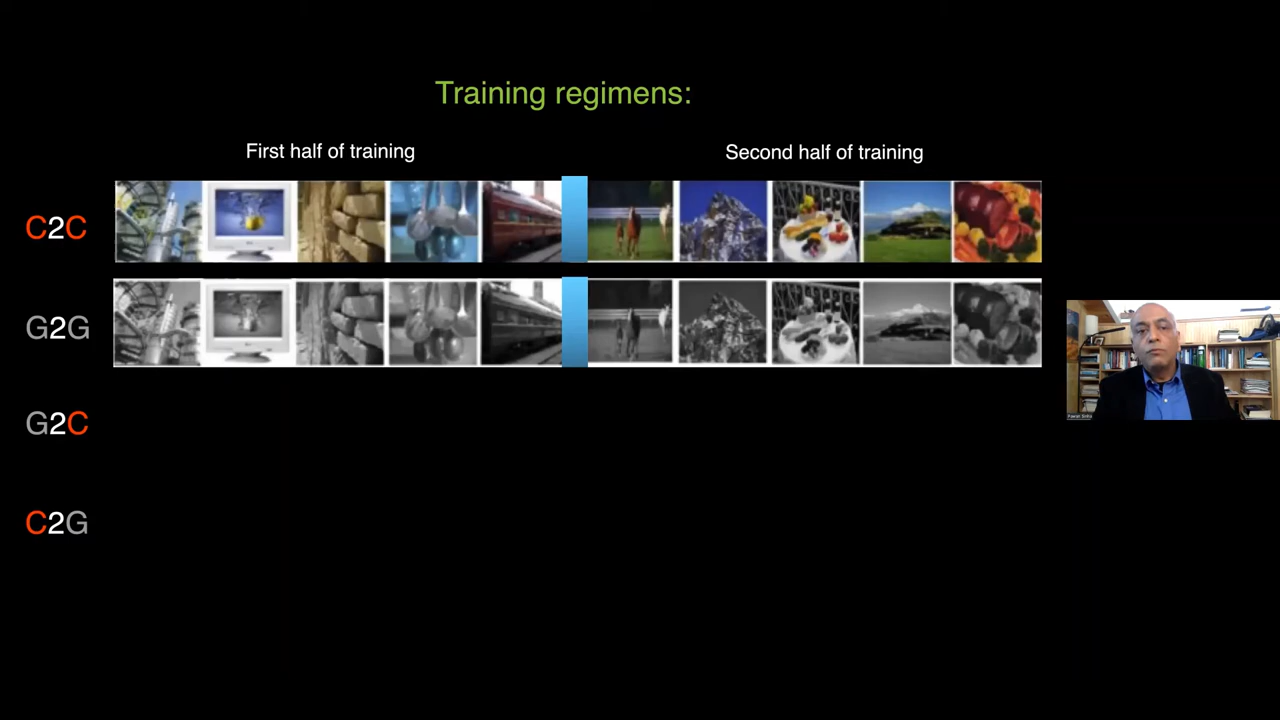 Training regimens:
First half of training
Second half of training
C2C
G2G
G2C
C2G